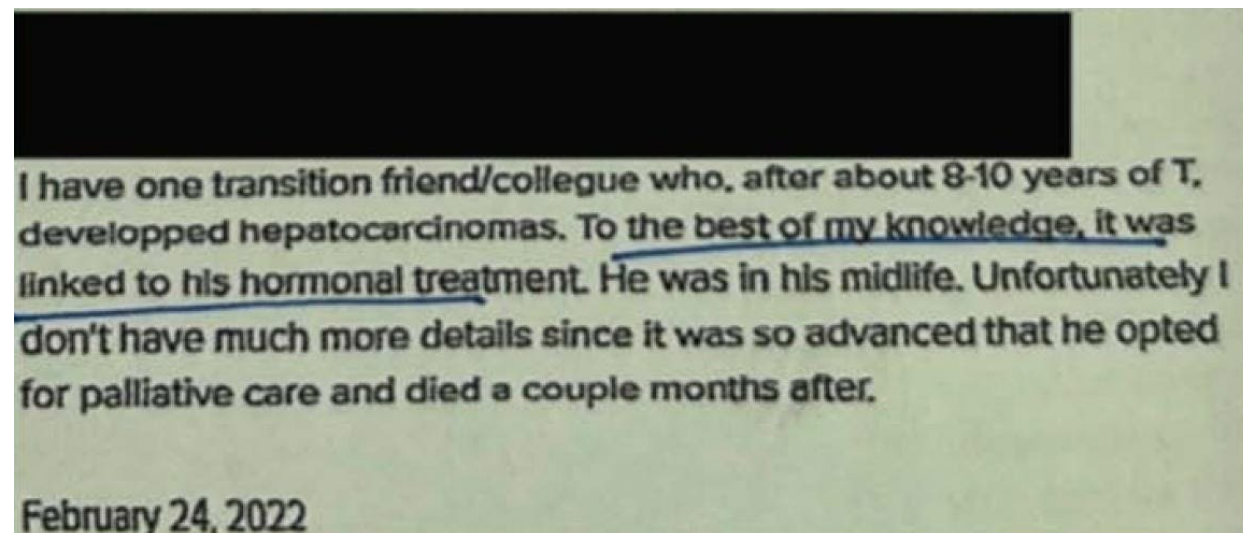 I have one transition friend/collegue who, after about 8-10 years of T,
developped hepatocarcinomas. To the best of my knowledge, it was
linked to his hormonal treatment. He was in his midlife. Unfortunately I
don't have much more details since it was so advanced that he opted
for palliative care and died a couple months after.
February 24, 2022